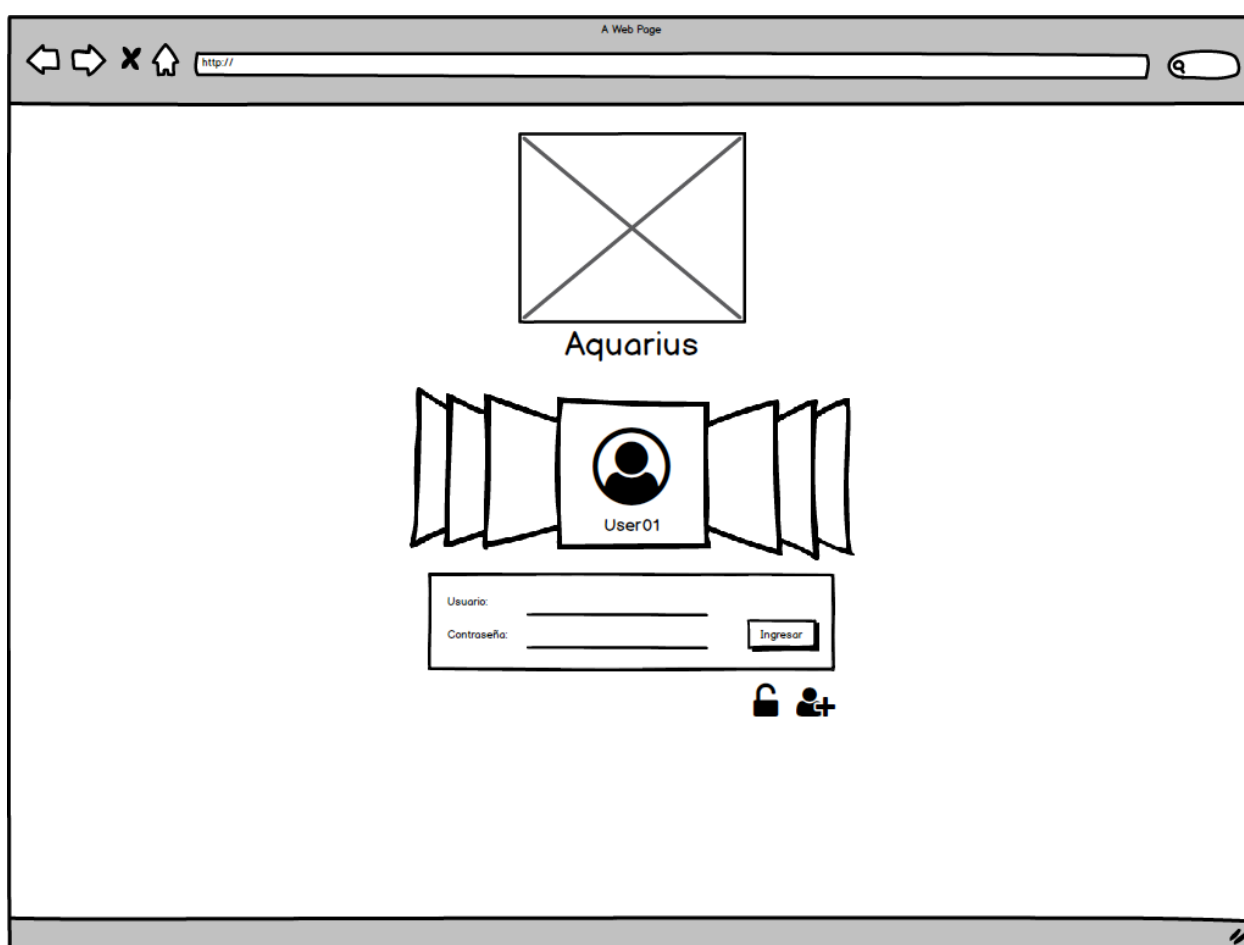 A Web Page
http://
Aquarius
User01
Usuario:
Contraseña:
Ingresar